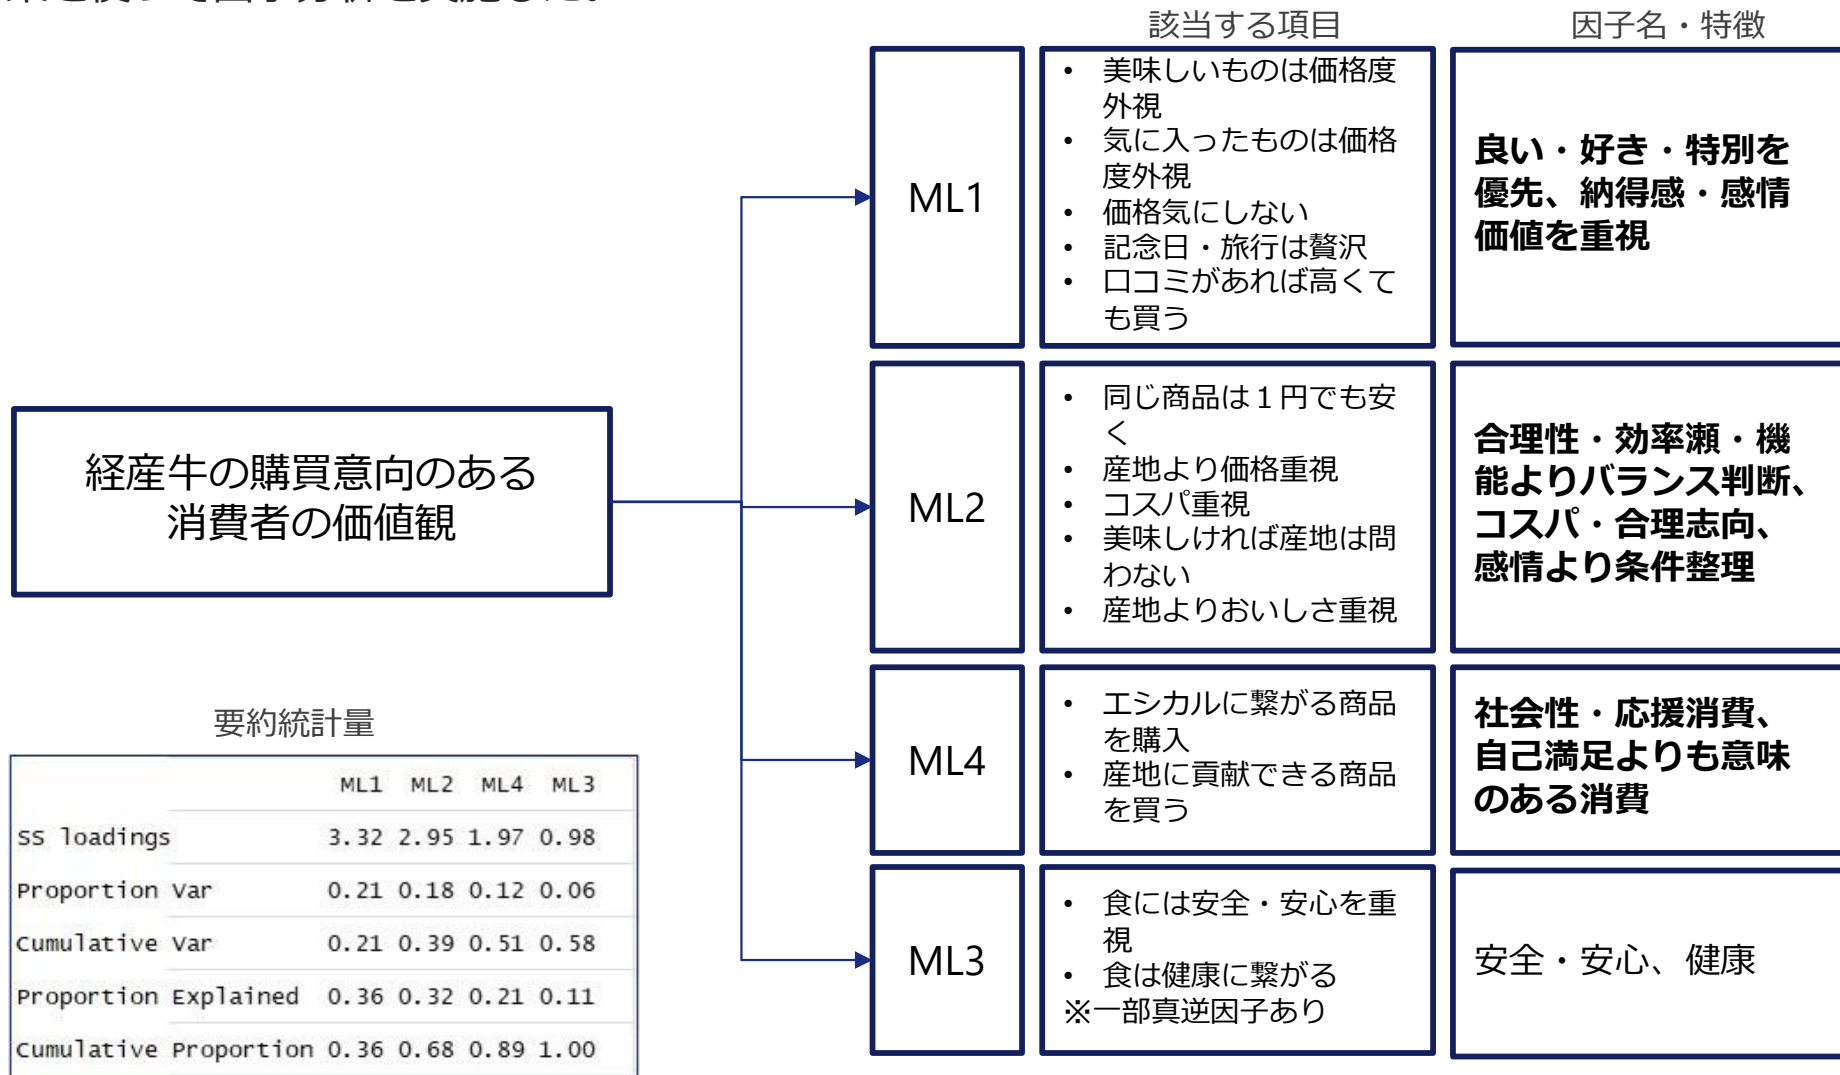 該当する項目
因子名・特徴
経産牛の購買意向のある
消費者の価値観
ML1
• 美味しいものは価格度
外視
• 気に入ったものは価格
度外視
• 価格気にしない
• 記念日・旅行は贅沢
• 口コミがあれば高くて
も買う
良い・好き・特別を
優先、納得感・感情
価値を重視
ML2
• 同じ商品は１円でも安
く
• 産地より価格重視
• コスパ重視
• 美味しければ産地は問
わない
• 産地よりおいしさ重視
合理性・効率瀬・機
能よりバランス判断、
コスパ・合理志向、
感情より条件整理
ML4
• エシカルに繋がる商品
を購入
• 産地に貢献できる商品
を買う
社会性・応援消費、
自己満足よりも意味
のある消費
ML3
• 食には安全・安心を重
視
• 食は健康に繋がる
※一部真逆因子あり
安全・安心、健康
要約統計量
ML1 ML2 ML4 ML3
SS loadings 3.32 2.95 1.97 0.98
Proportion Var 0.21 0.18 0.12 0.06
Cumulative Var 0.21 0.39 0.51 0.58
Proportion Explained 0.36 0.32 0.21 0.11
Cumulative Proportion 0.36 0.68 0.89 1.00